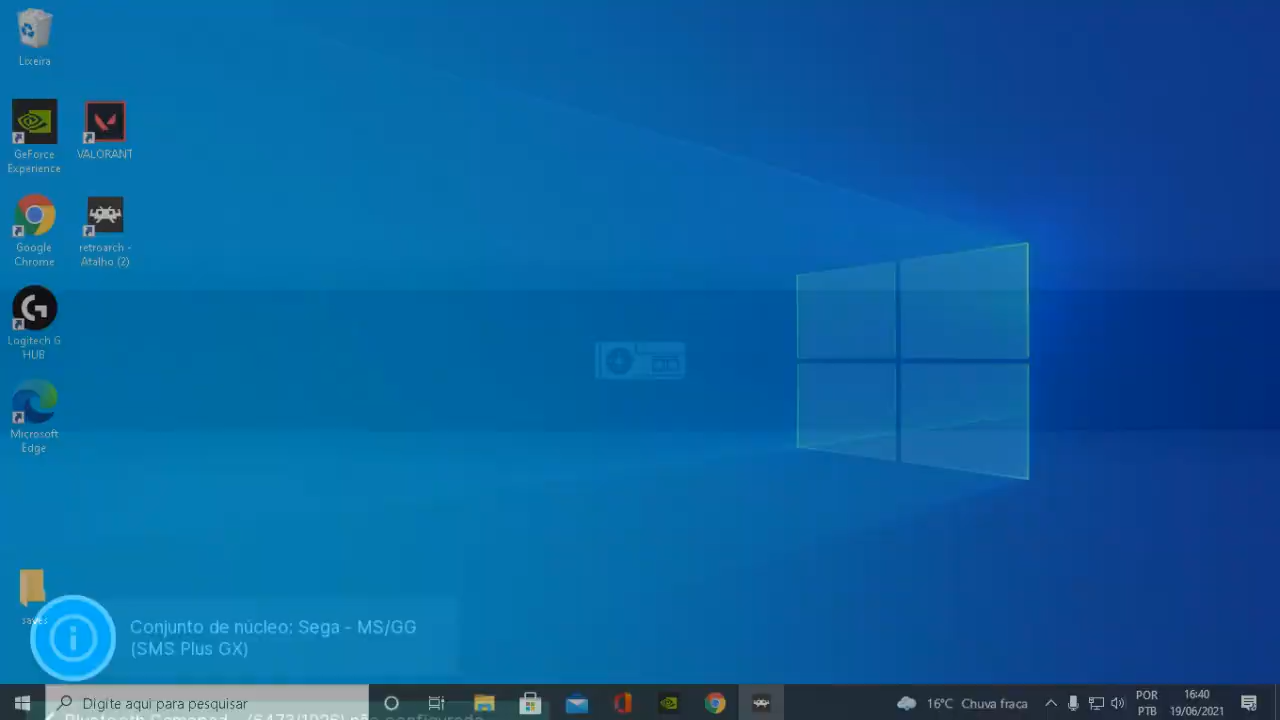 Lixeira
GeForce
Experience
VALORANT
Google
Chrome
retroarch -
Atalho (2)
Logitech G
HUB
Microsoft
Edge
saves
Conjunto de núcleo: Sega - MS/GG
(SMS Plus GX)
Digite aqui para pesquisar
16°C Chuva fraca
POR
PTB
16:40
19/06/2021
Bluetooth Gamepad (6473/1026) não configurado